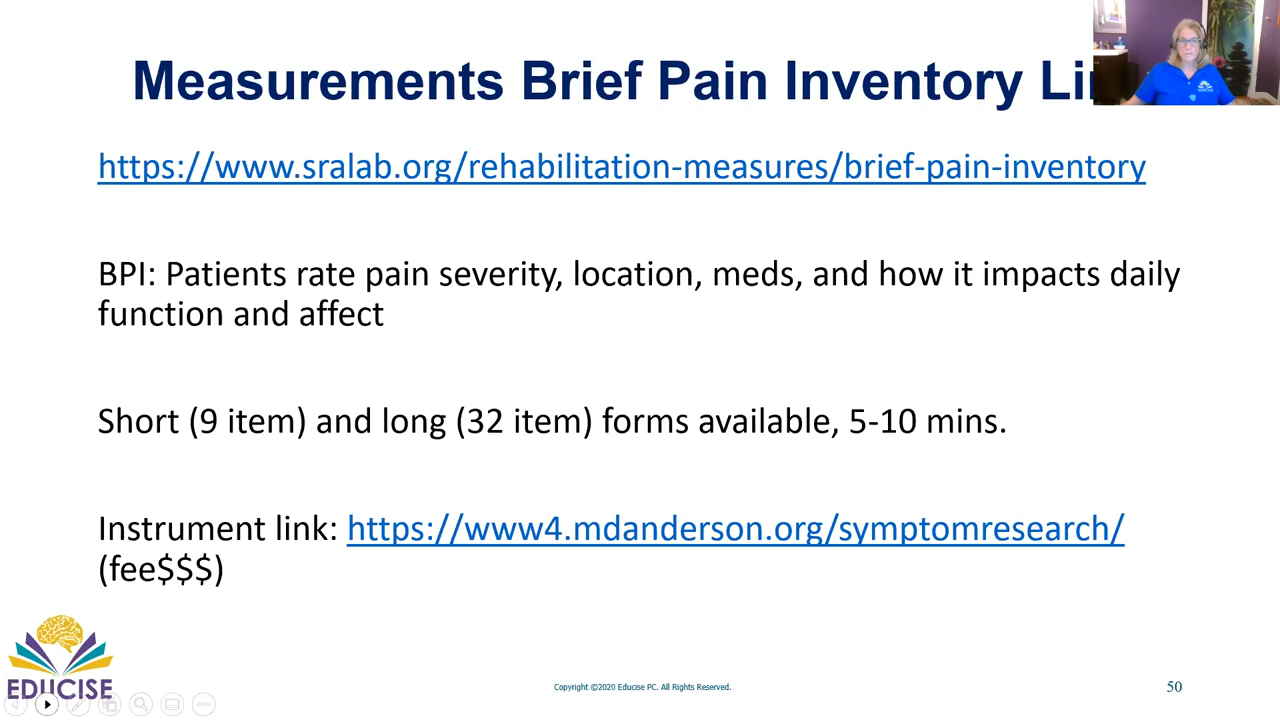 Measurements Brief Pain Inventory
https://www.sralab.org/rehabilitation-measures/brief-pain-inventory
BPI: Patients rate pain severity, location, meds, and how it impacts daily
function and affect
Short (9 item) and long (32 item) forms available, 5-10 mins.
Instrument link: https://www4.mdanderson.org/symptomresearch/
(fee$$$)
EDUCISE
Copyright ©2020 Educise PC. All Rights Reserved.
50